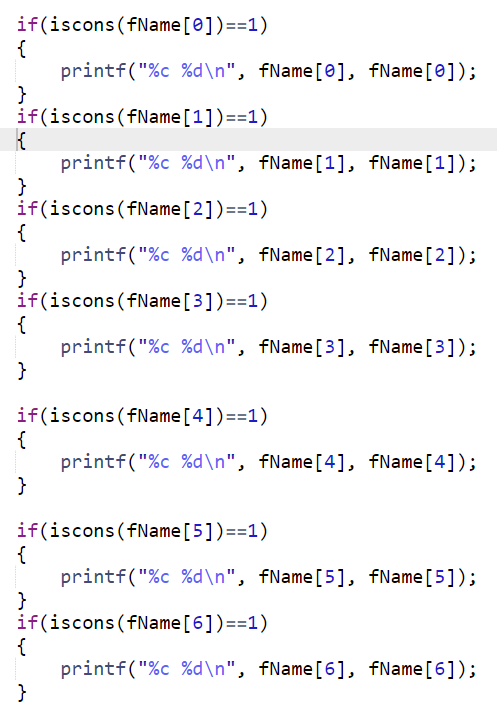 if(iscons(fName[0])==1)
{
    printf("%c %d\n", fName[0], fName[0]);
}
if(iscons(fName[1])==1)
{
    printf("%c %d\n", fName[1], fName[1]);
}
if(iscons(fName[2])==1)
{
    printf("%c %d\n", fName[2], fName[2]);
}
if(iscons(fName[3])==1)
{
    printf("%c %d\n", fName[3], fName[3]);
}

if(iscons(fName[4])==1)
{
    printf("%c %d\n", fName[4], fName[4]);
}

if(iscons(fName[5])==1)
{
    printf("%c %d\n", fName[5], fName[5]);
}
if(iscons(fName[6])==1)
{
    printf("%c %d\n", fName[6], fName[6]);
}